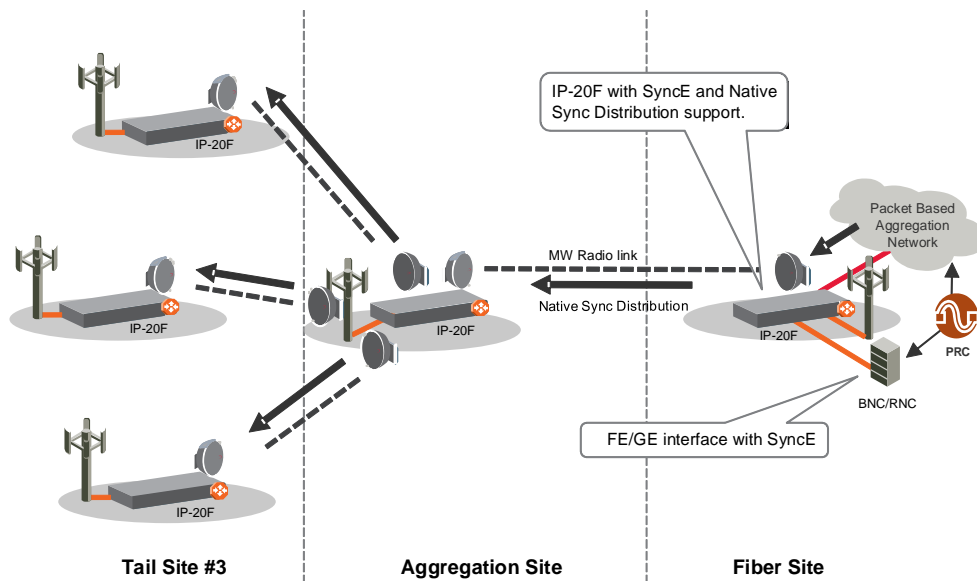 IP-20F with SyncE and Native
Sync Distribution support.
IP-20F
Packet Based
Aggregation
Network
MW Radio link
Native Sync Distribution
IP-20F
IP-20F
IP-20F
PRC
BNC/RNC
FE/GE interface with SyncE
IP-20F
Tail Site #3
Aggregation Site
Fiber Site